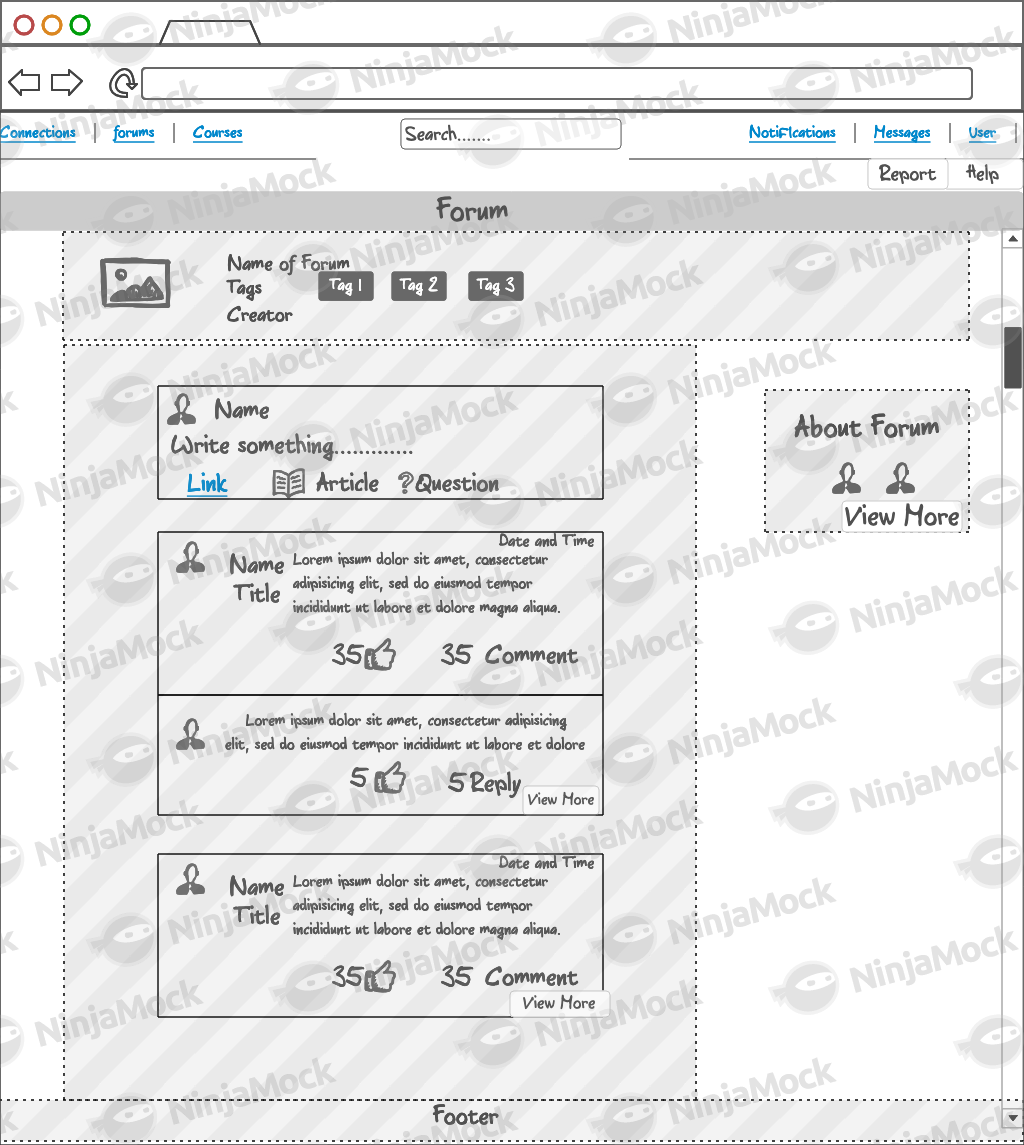 Connections forums Courses Search....... Notifications Messages User
Report Help
Forum
Name of Forum
Tags Tag 1 Tag 2 Tag 3
Creator
Name
Write something.............
Link Article ?Question
About Forum
View More
Date and Time
Name
Title
Lorem ipsum dolor sit amet, consectetur
adipisicing elit, sed do eiusmod tempor
incididunt ut labore et dolore magna aliqua.
35 35 Comment
Lorem ipsum dolor sit amet, consectetur adipisicing
elit, sed do eiusmod tempor incididunt ut labore et dolore
5 5 Reply
View More
Date and Time
Name
Title
Lorem ipsum dolor sit amet, consectetur
adipisicing elit, sed do eiusmod tempor
incididunt ut labore et dolore magna aliqua.
35 35 Comment
View More
Footer
NinjaMock